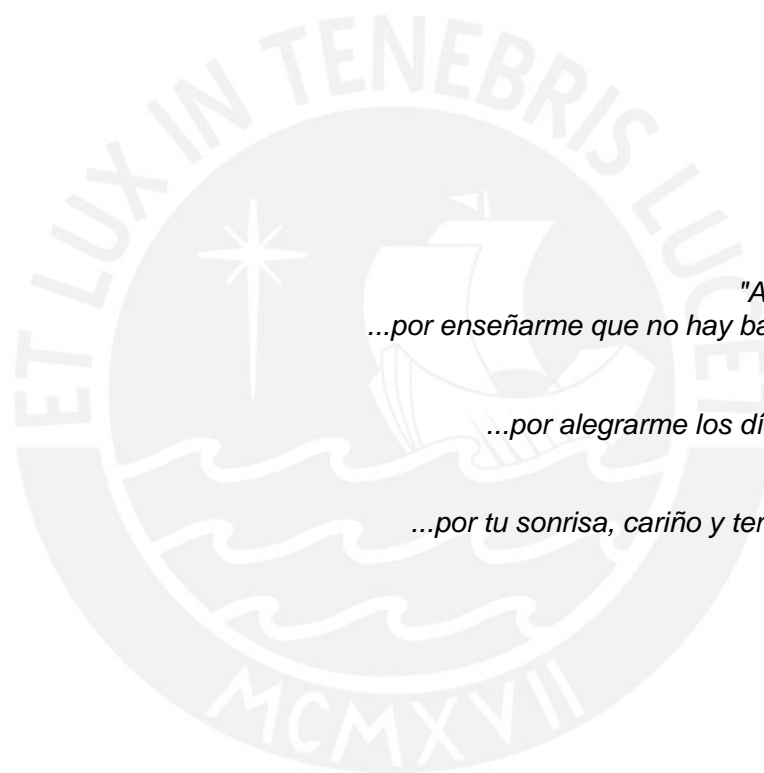 ET LUX IN TENEBRIS LUCET
"A
...por enseñarme que no hay
...por alegrarme los
...por tu sonrisa, cariño y
MCMXVII